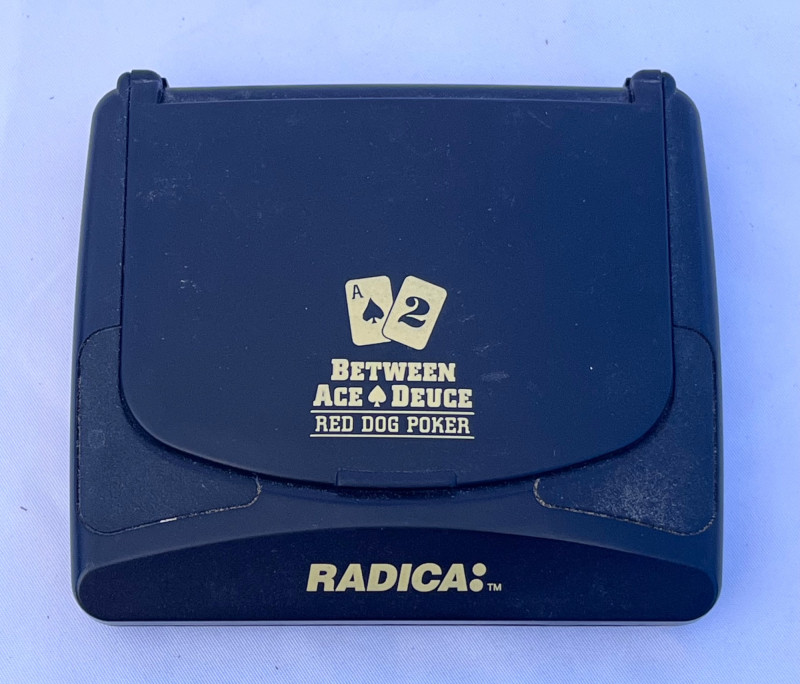 A 2
BETWEEN
ACE♠DEUCE
RED DOG POKER
RADICA:™